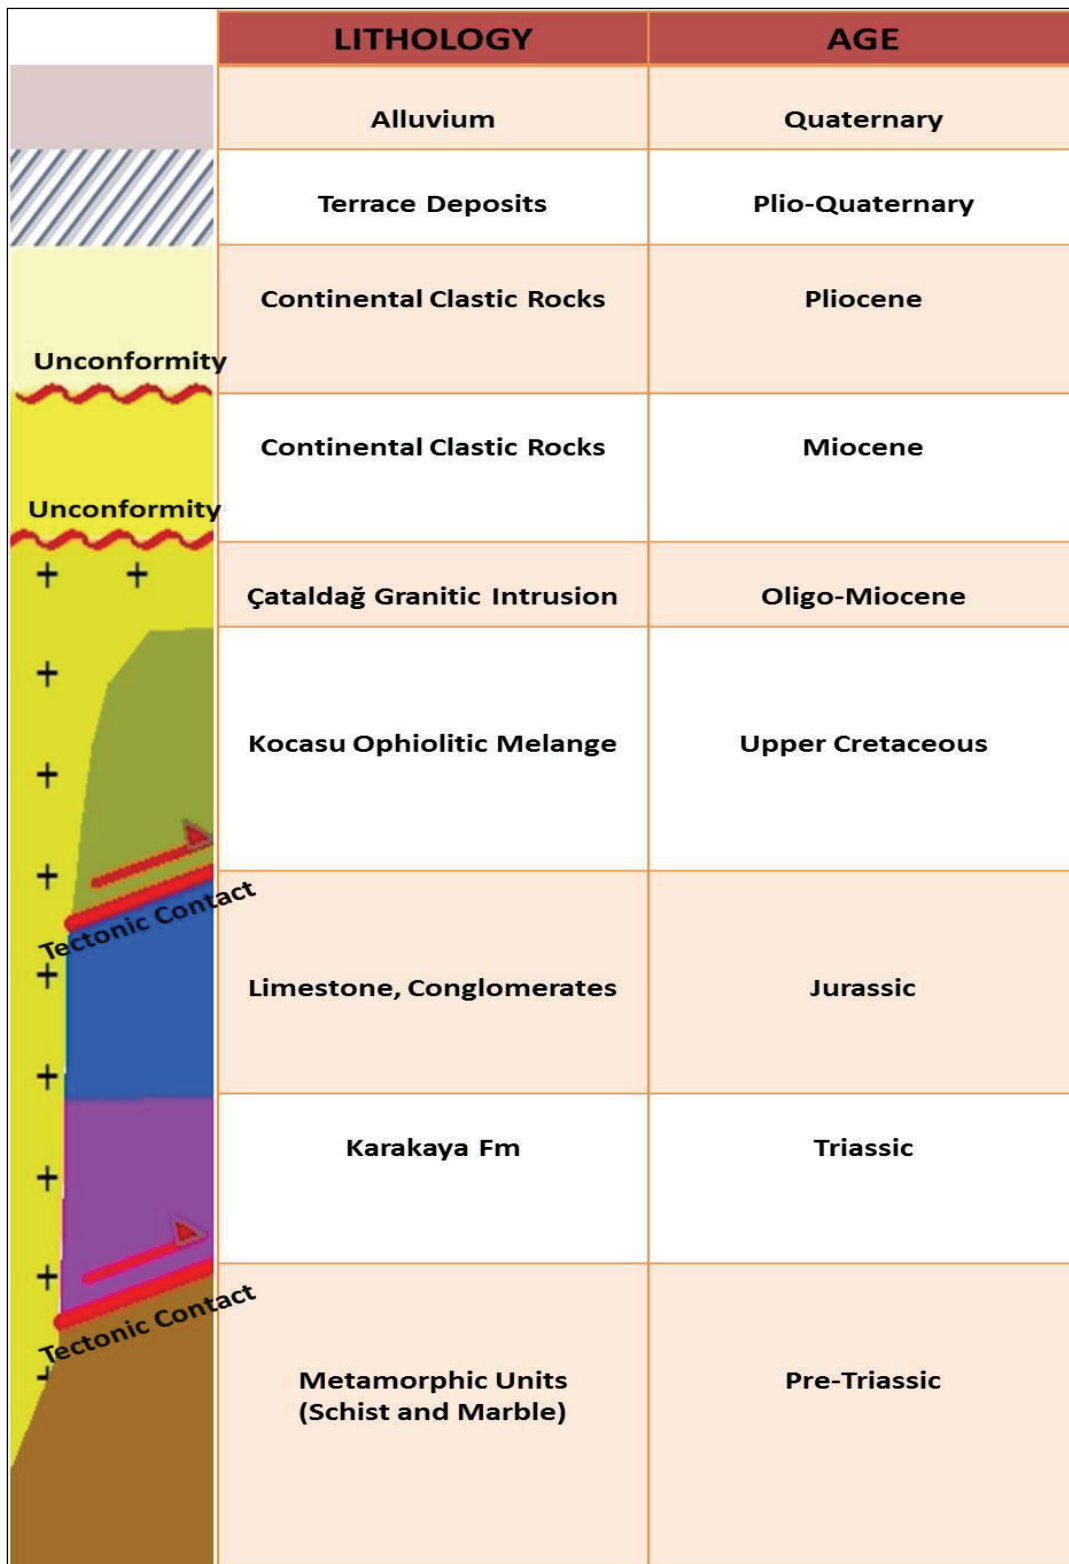 LITHOLOGY AGE
Alluvium Quaternary
Terrace Deposits Plio-Quaternary
Continental Clastic Rocks Pliocene
Unconformity
Continental Clastic Rocks Miocene
Unconformity
Çataldağ Granitic Intrusion Oligo-Miocene
Kocasu Ophiolitic Melange Upper Cretaceous
Tectonic Contact
Limestone, Conglomerates Jurassic
Karakaya Fm Triassic
Tectonic Contact
Metamorphic Units Pre-Triassic
(Schist and Marble)